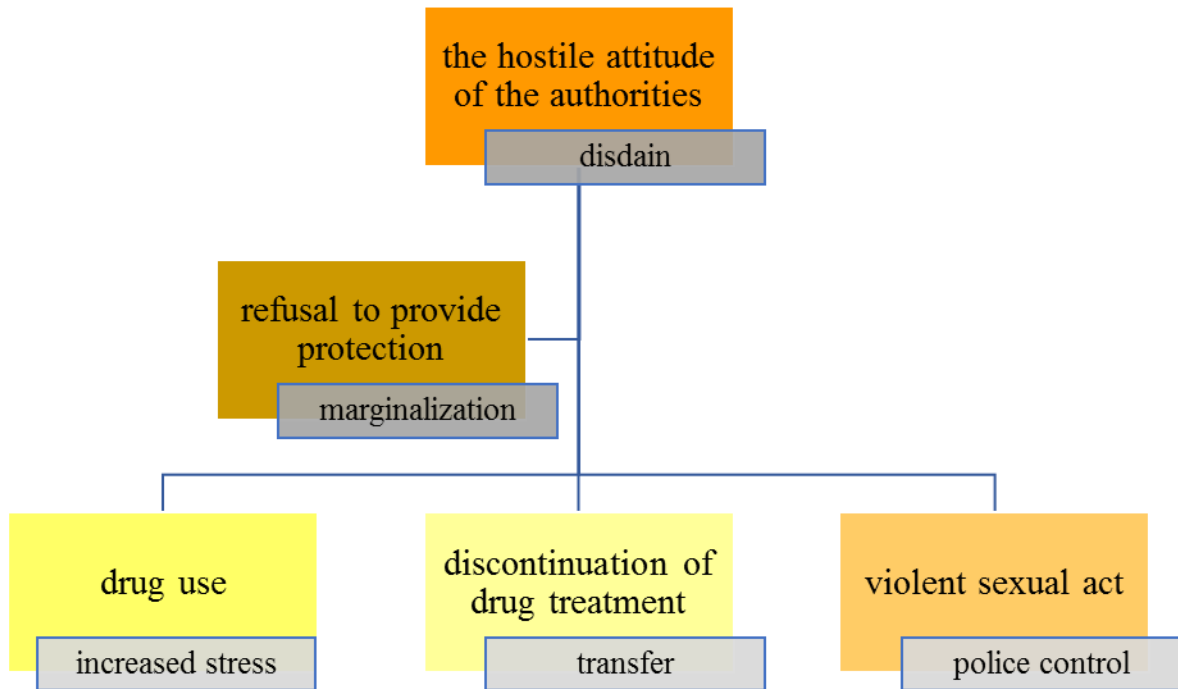 the hostile attitude
of the authorities
disdain
refusal to provide
protection
marginalization
drug use
increased stress
discontinuation of
drug treatment
transfer
violent sexual act
police control